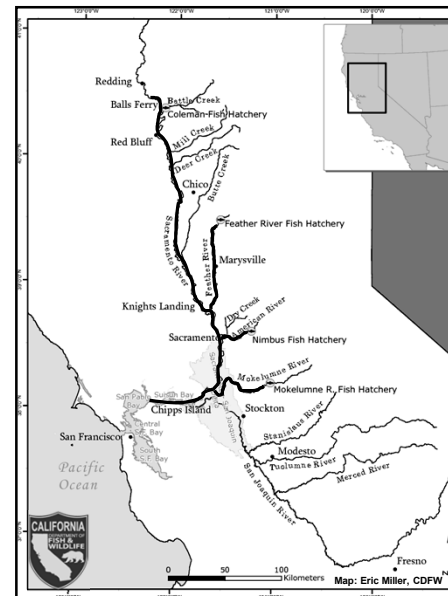 Redding
Balls Ferry
Battle Creek
Coleman Fish Hatchery
Red Bluff
Mill Creek
Deer Creek
Butte Creek
Chico
Sacramento River
Feather River Fish Hatchery
Feather River
Marysville
Knights Landing
Dry Creek
American River
Sacramento
Nimbus Fish Hatchery
Mokelumne River
Mokelumne R. Fish Hatchery
San Pablo
Bay
Suisun Bay
Chipps Island
Stockton
San Joaquin
Stanislaus River
Central
S.F. Bay
San Francisco
South
S.F. Bay
Modesto
Tuolumne River
Merced River
San Joaquin River
Pacific
Ocean
Fresno
CALIFORNIA
DEPARTMENT OF
FISH &
WILDLIFE
0 50 100
Kilometers
Map: Eric Miller, CDFW